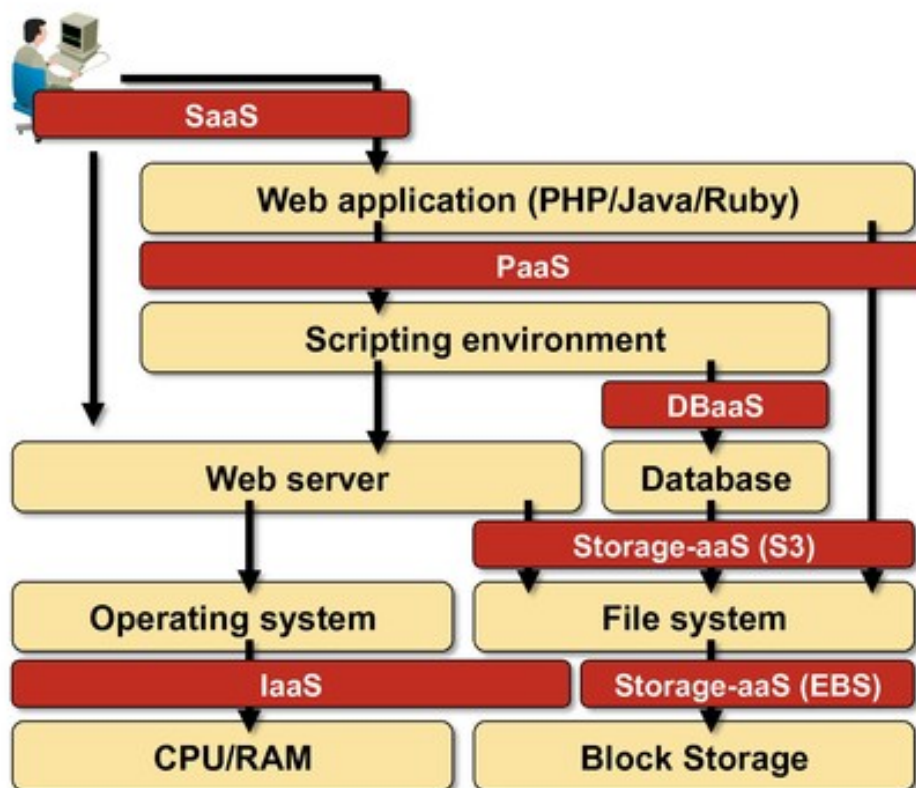 SaaS
Web application (PHP/Java/Ruby)
PaaS
Scripting environment
DBaaS
Web server
Database
Storage-aaS (S3)
Operating system
File system
IaaS
Storage-aaS (EBS)
CPU/RAM
Block Storage